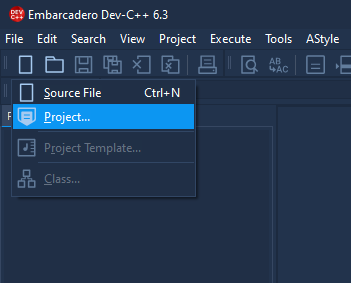 DEV C++ Embarcadero Dev-C++ 6.3
File Edit Search View Project Execute Tools AStyle
Source File Ctrl+N
Project...
Project Template...
Class...